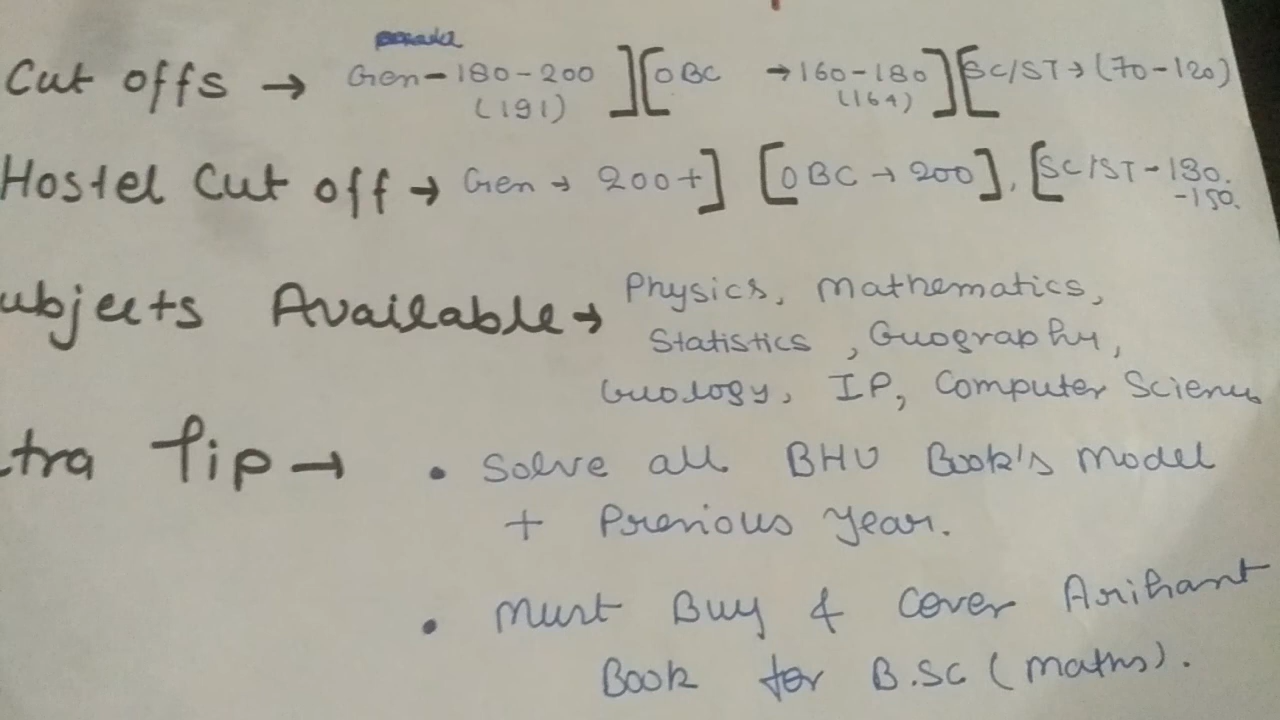 Cut offs → Gen - 180 - 200 ] [ OBC → 160 - 180 ] [ SC/ST → (70 - 120)
(191) (164)
Hostel Cut off → Gen → 200+ ] [ OBC → 200 ], [ SC/ST - 130.
- 150.
ubjects Available → Physics, Mathematics,
Statistics , Geography,
Geology, IP, Computer Science
tra Tip → • Solve all BHU Book's Model
+ Previous Year.
• Must Buy & Cover Arihant
Book for B.Sc (Maths).